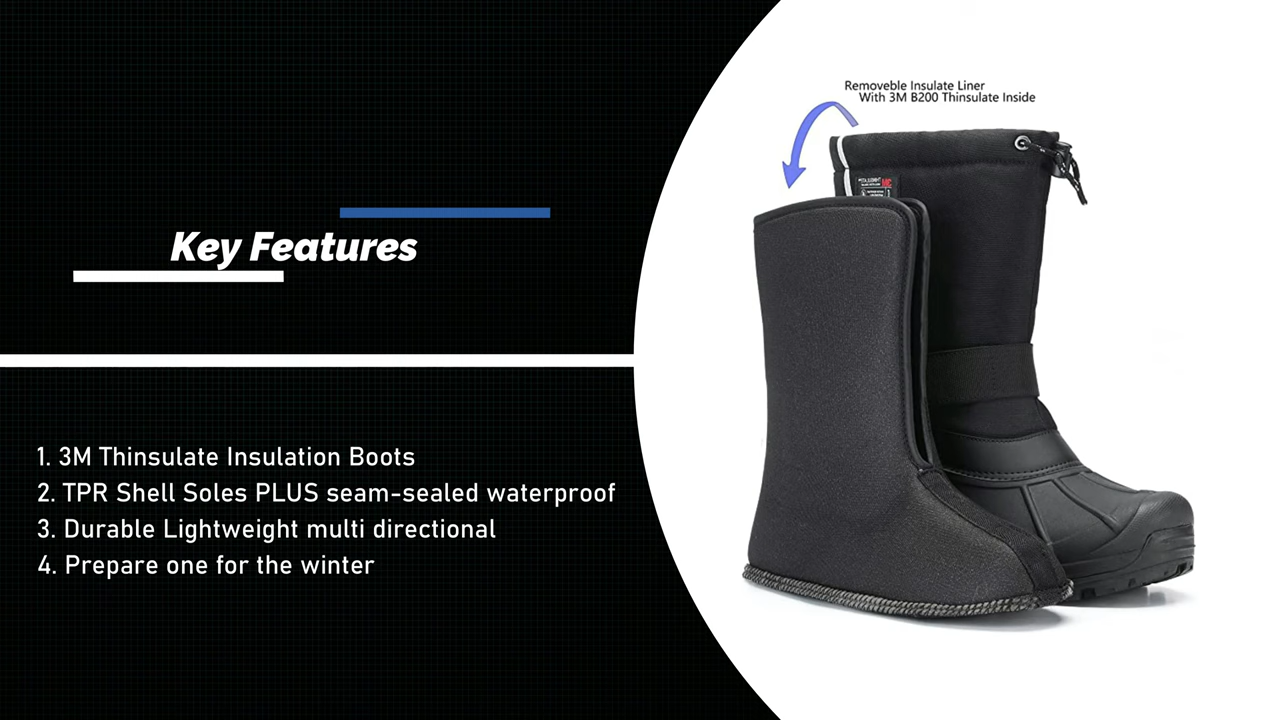 Key Features
1. 3M Thinsulate Insulation Boots
2. TPR Shell Soles PLUS seam-sealed waterproof
3. Durable Lightweight multi directional
4. Prepare one for the winter
Removeble Insulate Liner
With 3M B200 Thinsulate Inside
3M